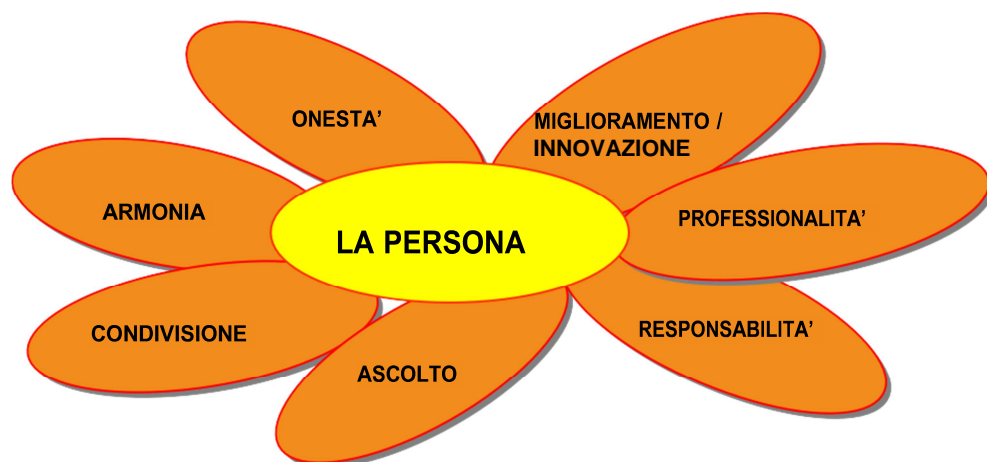 ONESTA’
MIGLIORAMENTO /
INNOVAZIONE
ARMONIA
PROFESSIONALITA’
LA PERSONA
CONDIVISIONE
RESPONSABILITA’
ASCOLTO